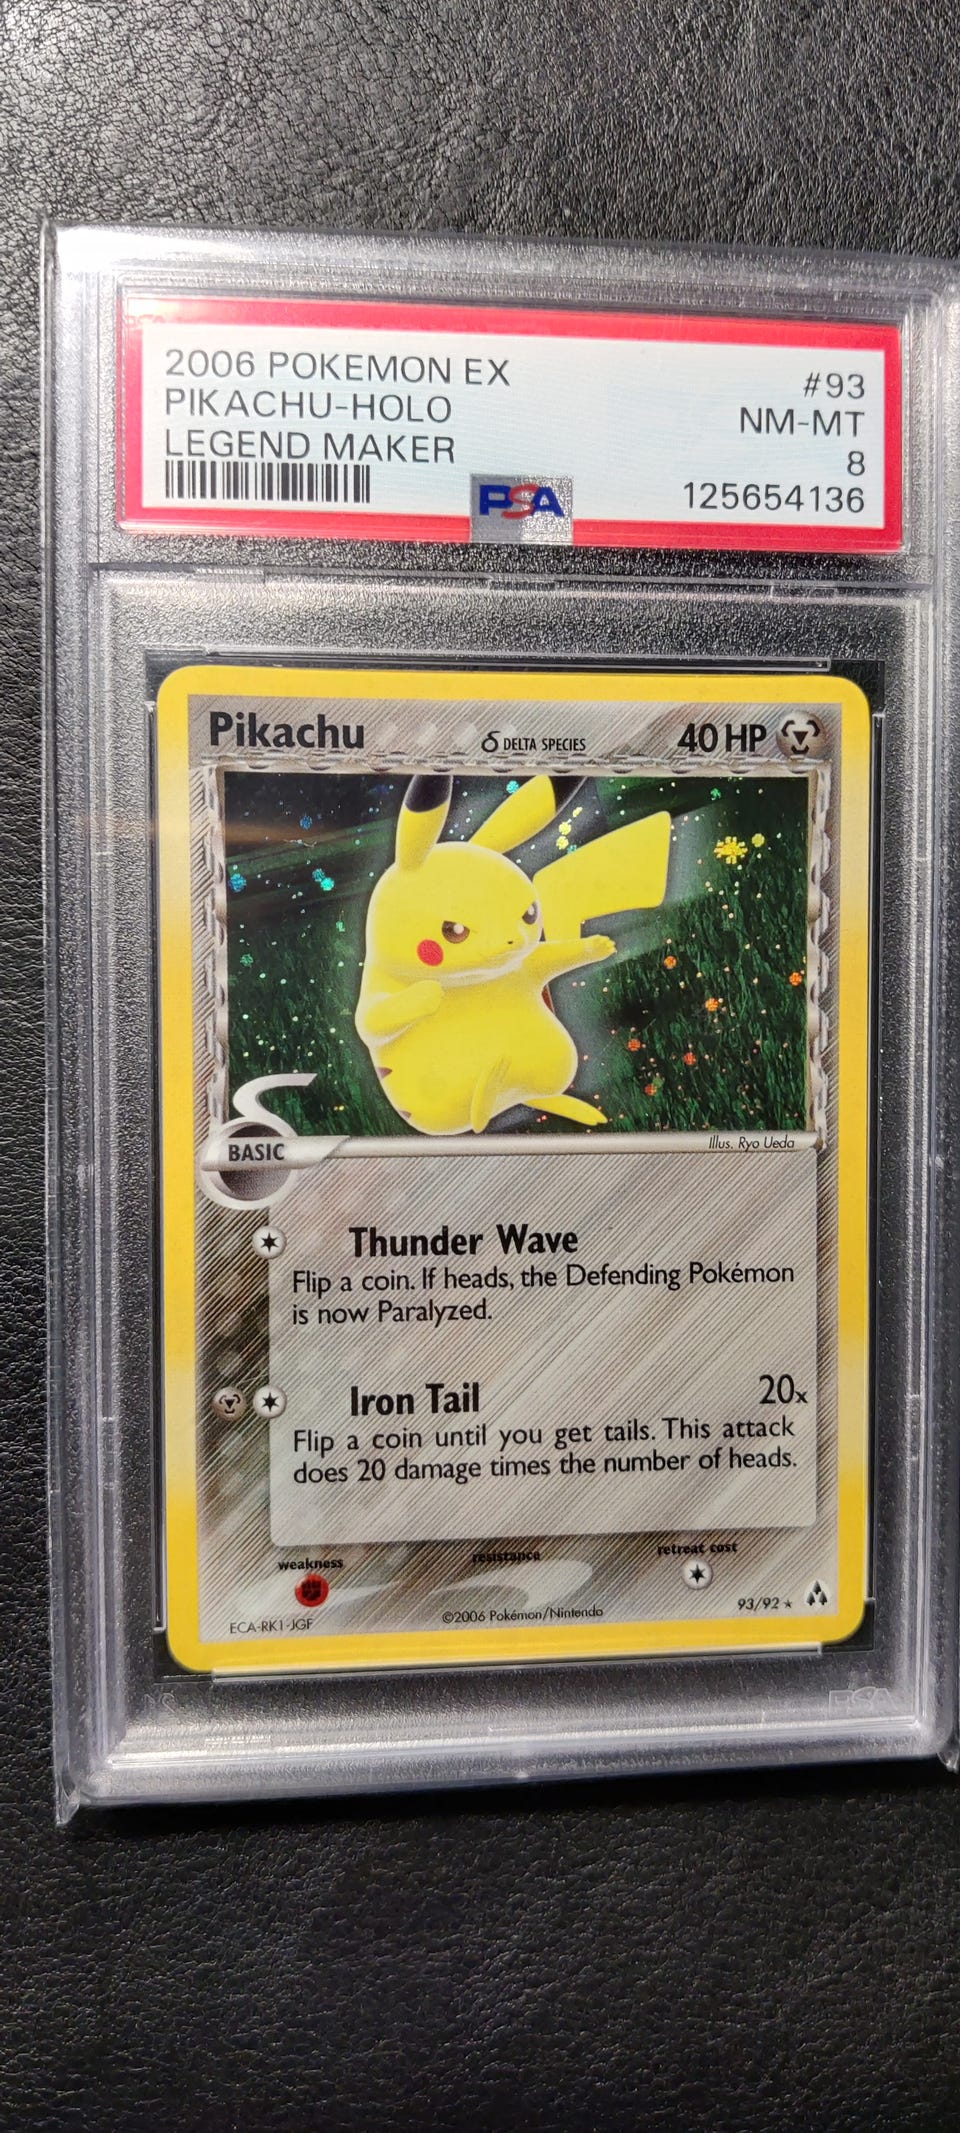 2006 POKEMON EX #93
PIKACHU-HOLO NM-MT
LEGEND MAKER 8
PSA 125654136
Pikachu δ DELTA SPECIES 40 HP
BASIC
Illus. Ryo Ueda
Thunder Wave
Flip a coin. If heads, the Defending Pokémon
is now Paralyzed.
Iron Tail 20x
Flip a coin until you get tails. This attack
does 20 damage times the number of heads.
weakness resistance retreat cost
ECA-RK1-JGF ©2006 Pokémon/Nintendo 93/92 ★
PSA